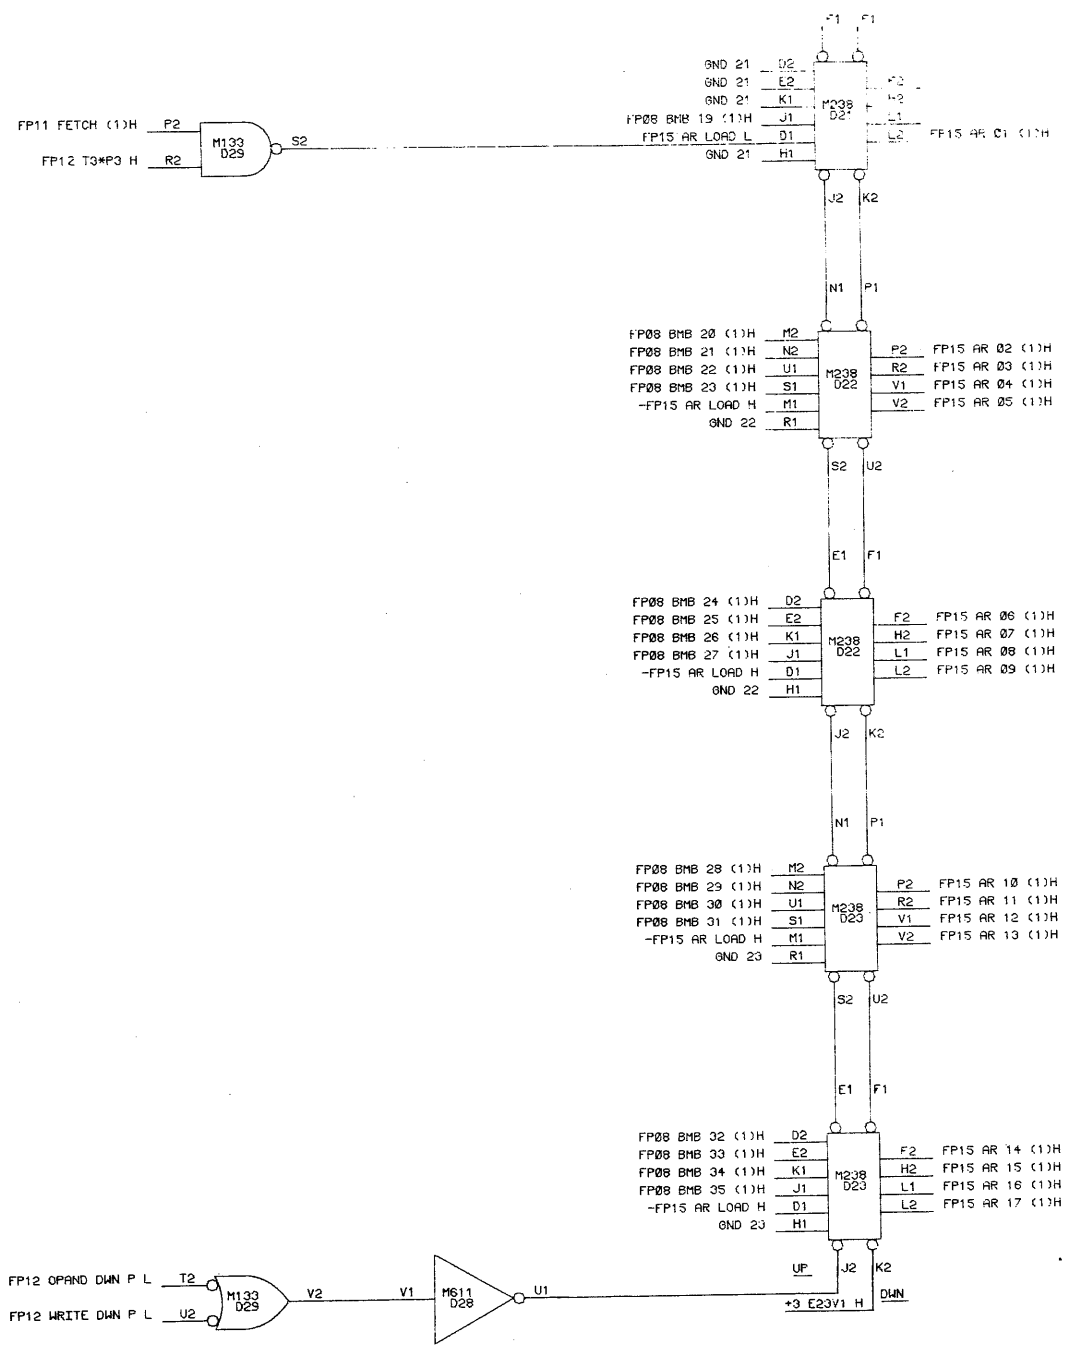 F1 F1
GND 21 D2
GND 21 E2
GND 21 K1
FP08 BMB 19 (1)H J1 L1
FP15 AR LOAD L D1 L2 FP15 AR 01 (1)H
GND 21 H1
M238 D21
FP11 FETCH (1)H P2
FP12 T3*P3 H R2
M133 D29
S2
J2 K2
N1 P1
FP08 BMB 20 (1)H M2
FP08 BMB 21 (1)H N2 P2 FP15 AR 02 (1)H
FP08 BMB 22 (1)H U1 R2 FP15 AR 03 (1)H
FP08 BMB 23 (1)H S1 V1 FP15 AR 04 (1)H
-FP15 AR LOAD H M1 V2 FP15 AR 05 (1)H
GND 22 R1
M238 D22
S2 U2
E1 F1
FP08 BMB 24 (1)H D2
FP08 BMB 25 (1)H E2 F2 FP15 AR 06 (1)H
FP08 BMB 26 (1)H K1 H2 FP15 AR 07 (1)H
FP08 BMB 27 (1)H J1 L1 FP15 AR 08 (1)H
-FP15 AR LOAD H D1 L2 FP15 AR 09 (1)H
GND 22 H1
M238 D22
J2 K2
N1 P1
FP08 BMB 28 (1)H M2
FP08 BMB 29 (1)H N2 P2 FP15 AR 10 (1)H
FP08 BMB 30 (1)H U1 R2 FP15 AR 11 (1)H
FP08 BMB 31 (1)H S1 V1 FP15 AR 12 (1)H
-FP15 AR LOAD H M1 V2 FP15 AR 13 (1)H
GND 23 R1
M238 D23
S2 U2
E1 F1
FP08 BMB 32 (1)H D2
FP08 BMB 33 (1)H E2 F2 FP15 AR 14 (1)H
FP08 BMB 34 (1)H K1 H2 FP15 AR 15 (1)H
FP08 BMB 35 (1)H J1 L1 FP15 AR 16 (1)H
-FP15 AR LOAD H D1 L2 FP15 AR 17 (1)H
GND 23 H1
M238 D23
UP J2 K2
+3 E23V1 H DWN
FP12 OPAND DWN P L T2
FP12 WRITE DWN P L U2
M133 D29
V2 V1
M611 D28
U1